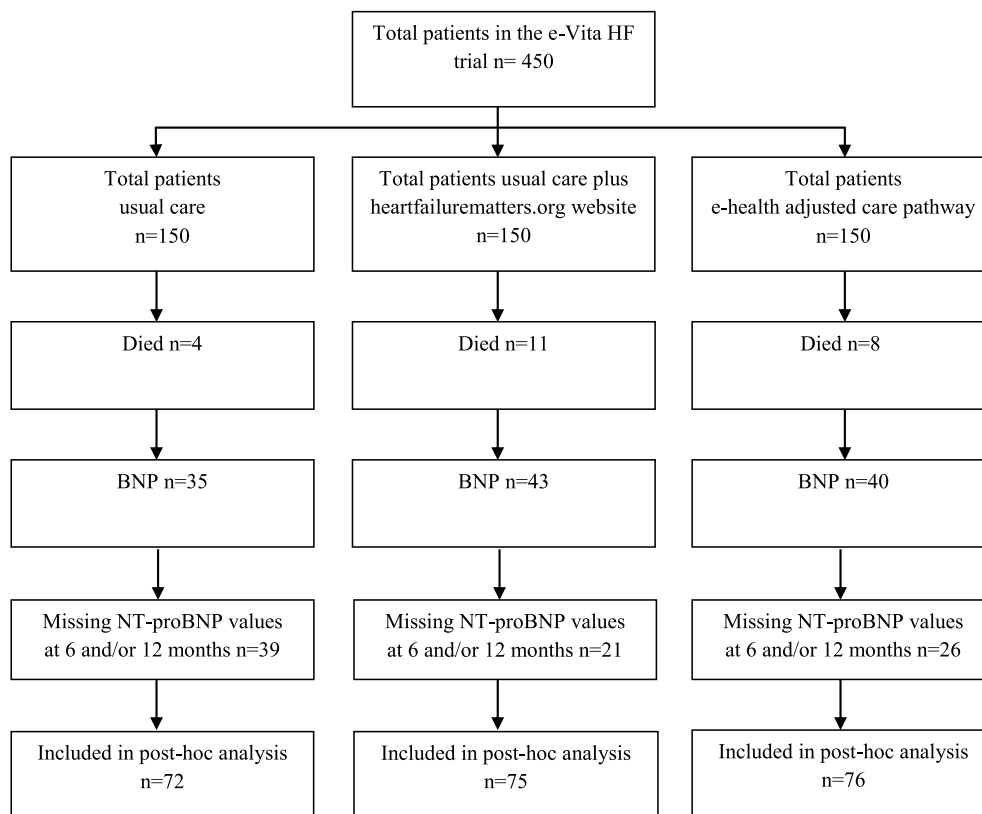 Total patients in the e-Vita HF
trial n= 450
Total patients
usual care
n=150
Total patients usual care plus
heartfailurematters.org website
n=150
Total patients
e-health adjusted care pathway
n=150
Died n=4
Died n=11
Died n=8
BNP n=35
BNP n=43
BNP n=40
Missing NT-proBNP values
at 6 and/or 12 months n=39
Missing NT-proBNP values
at 6 and/or 12 months n=21
Missing NT-proBNP values
at 6 and/or 12 months n=26
Included in post-hoc analysis
n=72
Included in post-hoc analysis
n=75
Included in post-hoc analysis
n=76